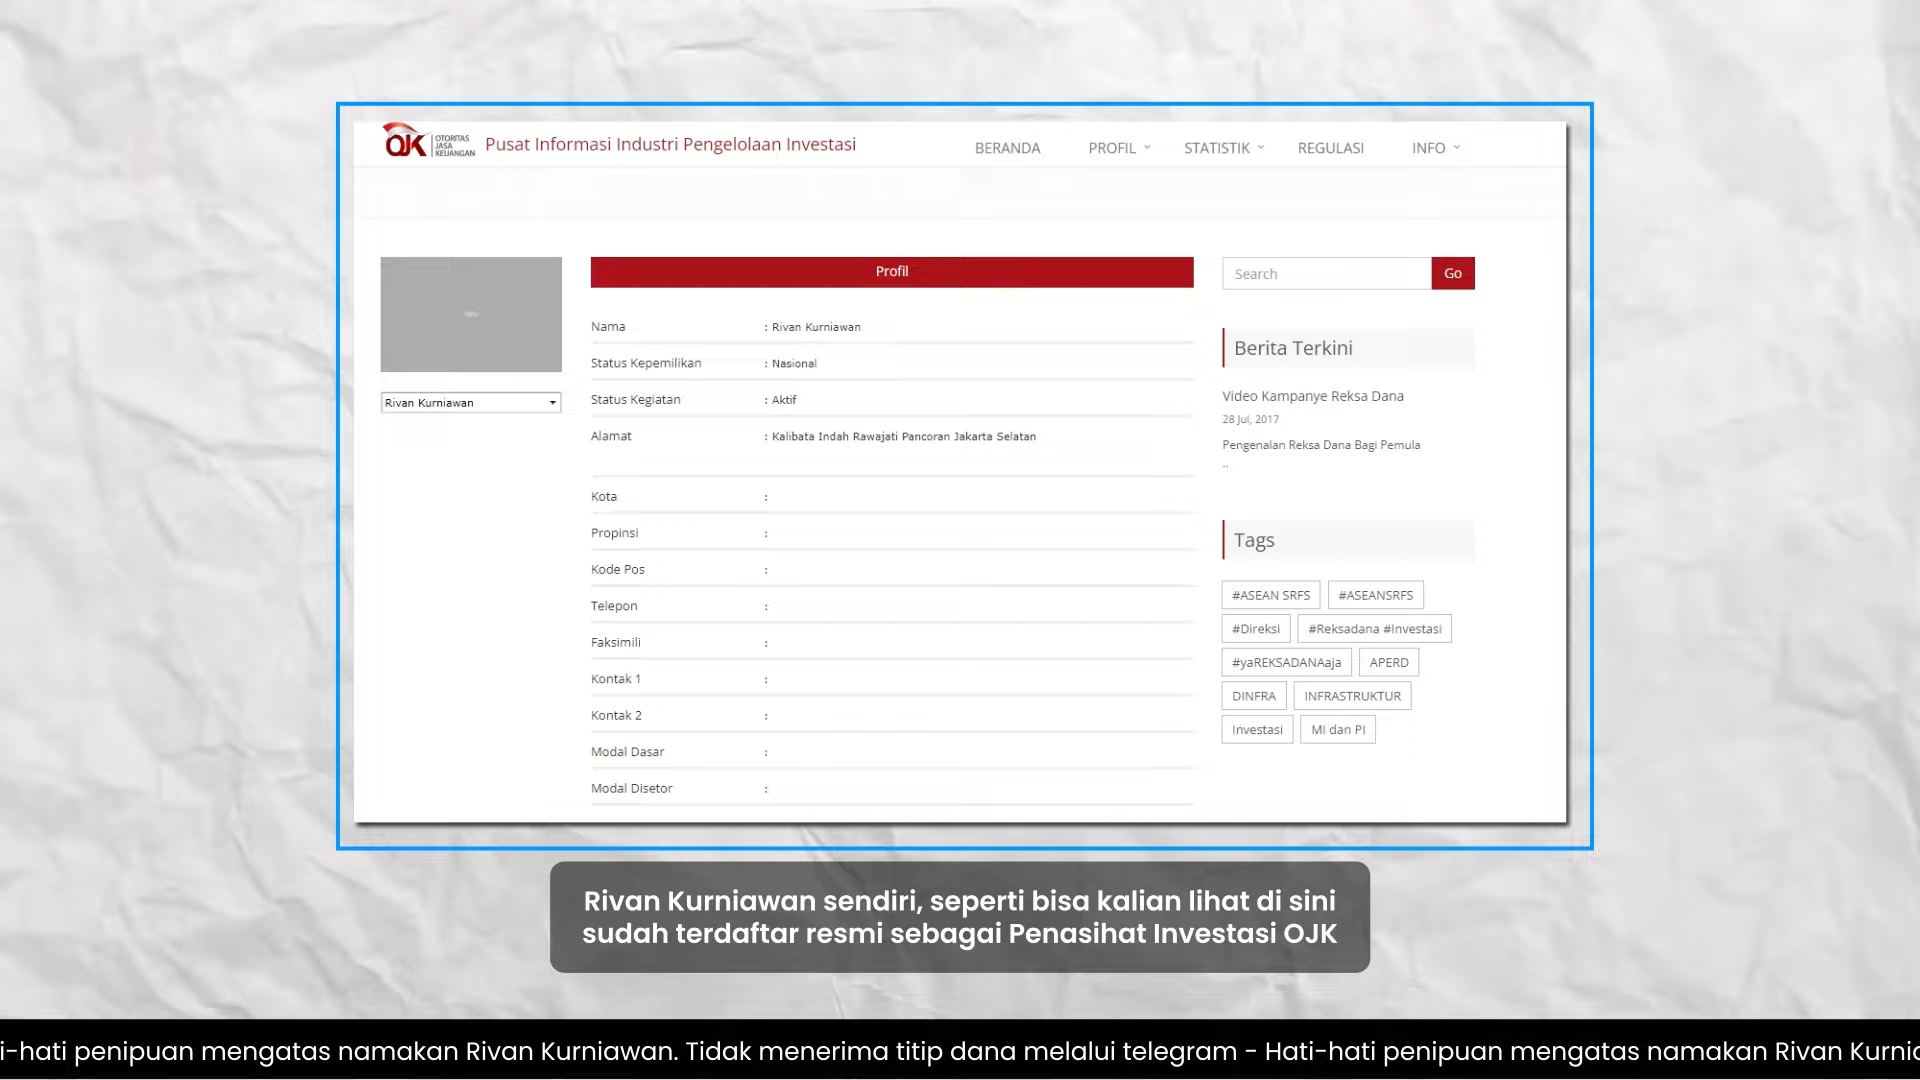 OJK OTORITAS JASA KEUANGAN Pusat Informasi Industri Pengelolaan Investasi
BERANDA PROFIL STATISTIK REGULASI INFO
Rivan Kurniawan
Profil
Nama : Rivan Kurniawan
Status Kepemilikan : Nasional
Status Kegiatan : Aktif
Alamat : Kalibata Indah Rawajati Pancoran Jakarta Selatan
Kota :
Propinsi :
Kode Pos :
Telepon :
Faksimili :
Kontak 1 :
Kontak 2 :
Modal Dasar :
Modal Disetor :
Search Go
Berita Terkini
Video Kampanye Reksa Dana
28 Jul, 2017
Pengenalan Reksa Dana Bagi Pemula
..
Tags
#ASEAN SRFS #ASEANSRFS
#Direksi #Reksadana #Investasi
#yaREKSADANAaja APERD
DINFRA INFRASTRUKTUR
Investasi MI dan PI
Rivan Kurniawan sendiri, seperti bisa kalian lihat di sini
sudah terdaftar resmi sebagai Penasihat Investasi OJK
i-hati penipuan mengatas namakan Rivan Kurniawan. Tidak menerima titip dana melalui telegram - Hati-hati penipuan mengatas namakan Rivan Kurnia